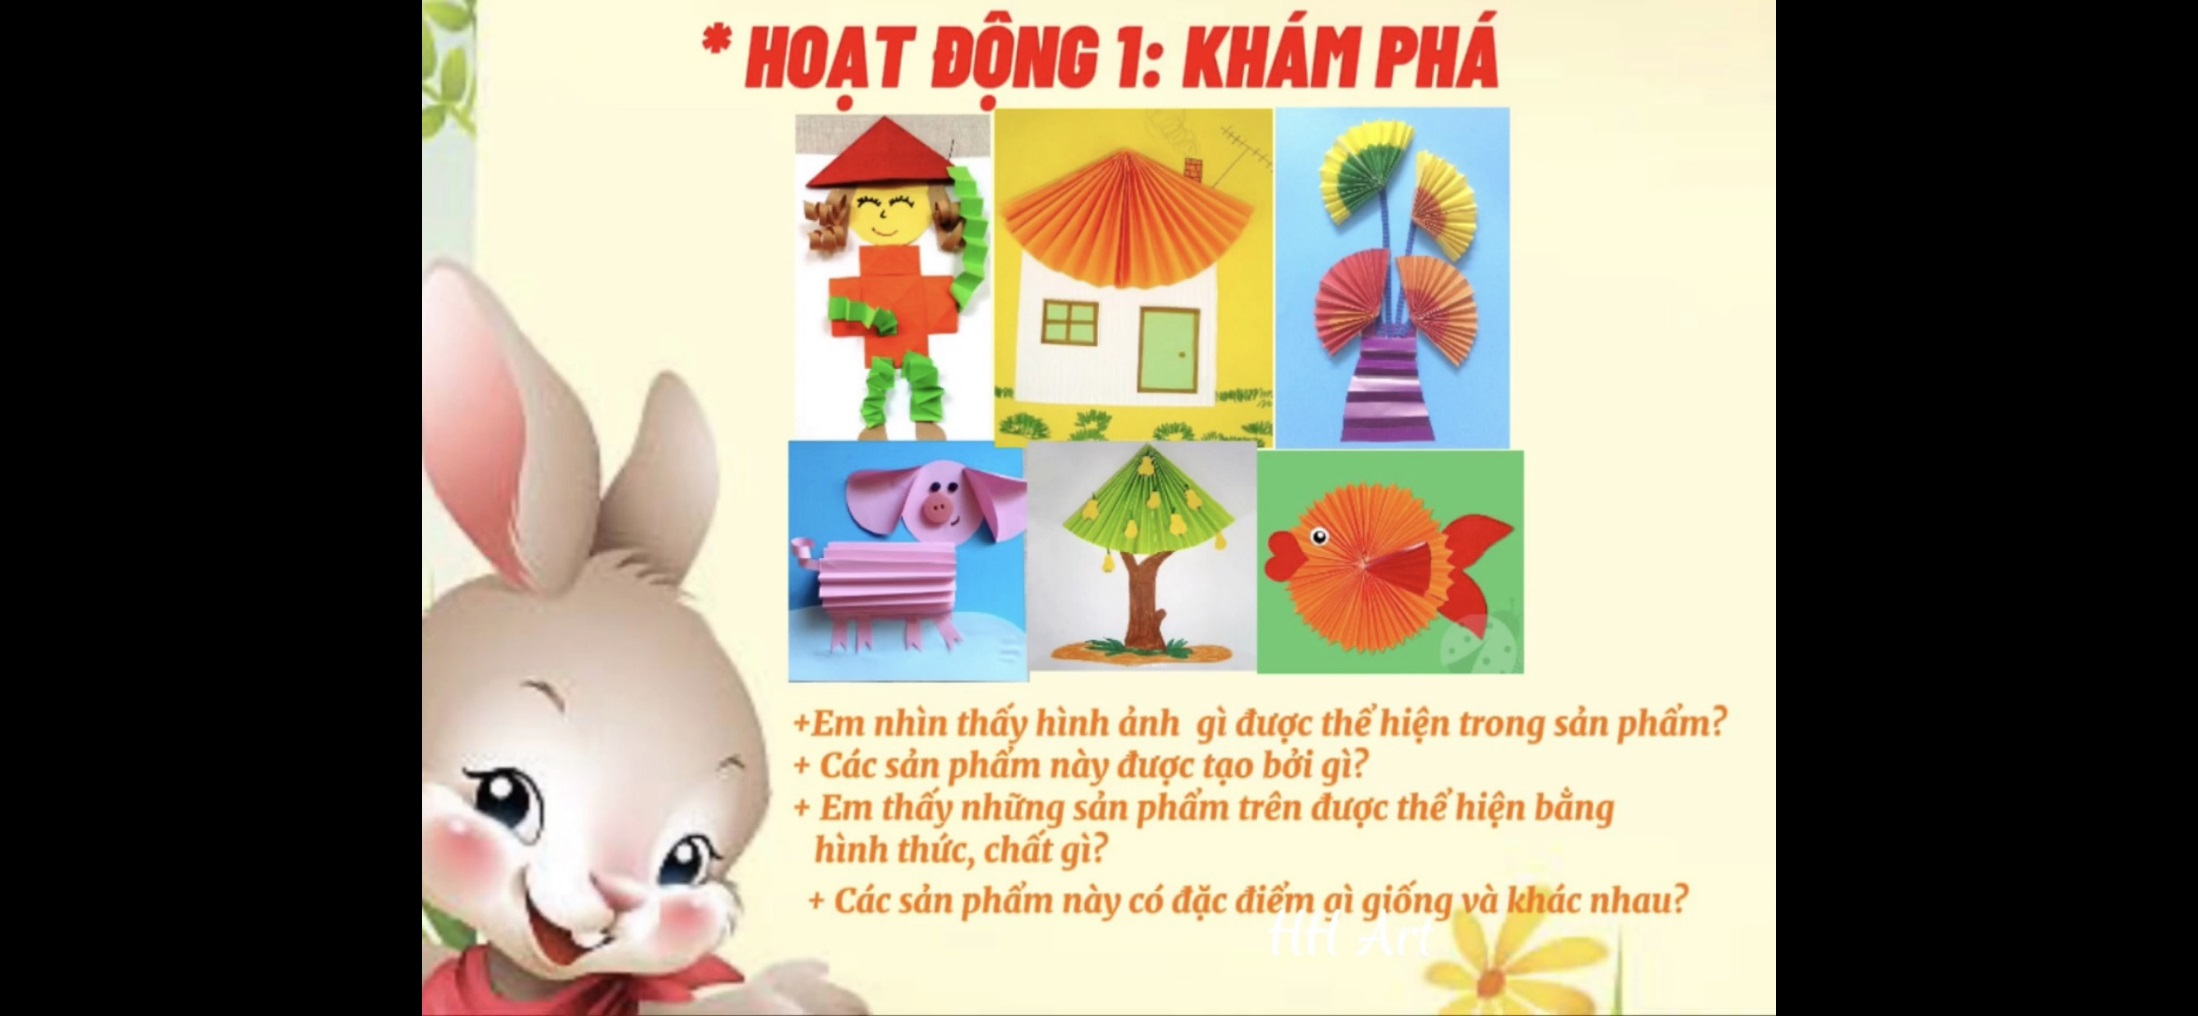 * HOẠT ĐỘNG 1: KHÁM PHÁ
+Em nhìn thấy hình ảnh gì được thể hiện trong sản phẩm?
+ Các sản phẩm này được tạo bởi gì?
+ Em thấy những sản phẩm trên được thể hiện bằng
hình thức, chất gì?
+ Các sản phẩm này có đặc điểm gì giống và khác nhau?
HH Art